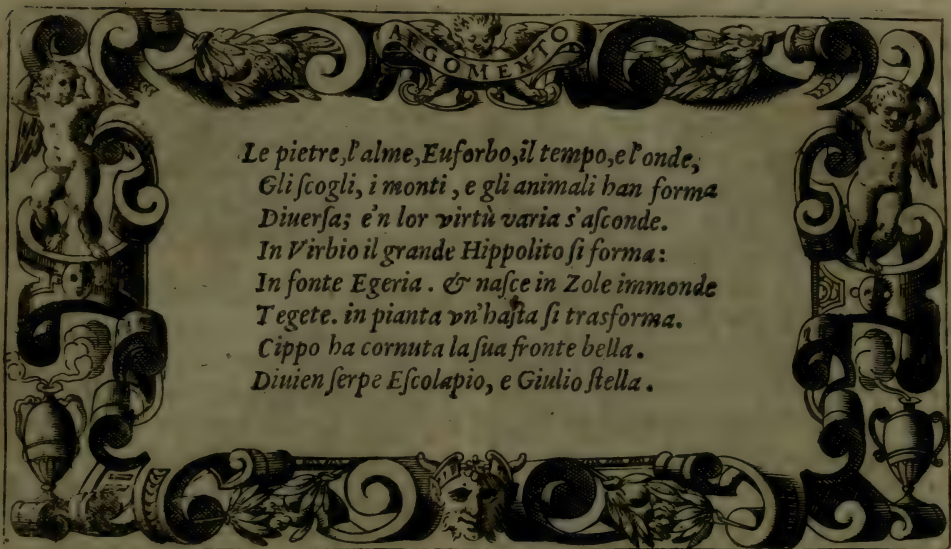 ARGOMENTO
Le pietre, l'alme, Euforbo, il tempo, e l'onde,
Gli ſcogli, i monti, e gli animali han forma
Diuerſa; e'n lor virtù varia s'aſconde.
In Virbio il grande Hippolito ſi forma:
In fonte Egeria. & naſce in Zole immonde
Tegete. in pianta vn'haſta ſi trasforma.
Cippo ha cornuta la ſua fronte bella.
Diuien ſerpe Eſcolapio, e Giulio ſtella.